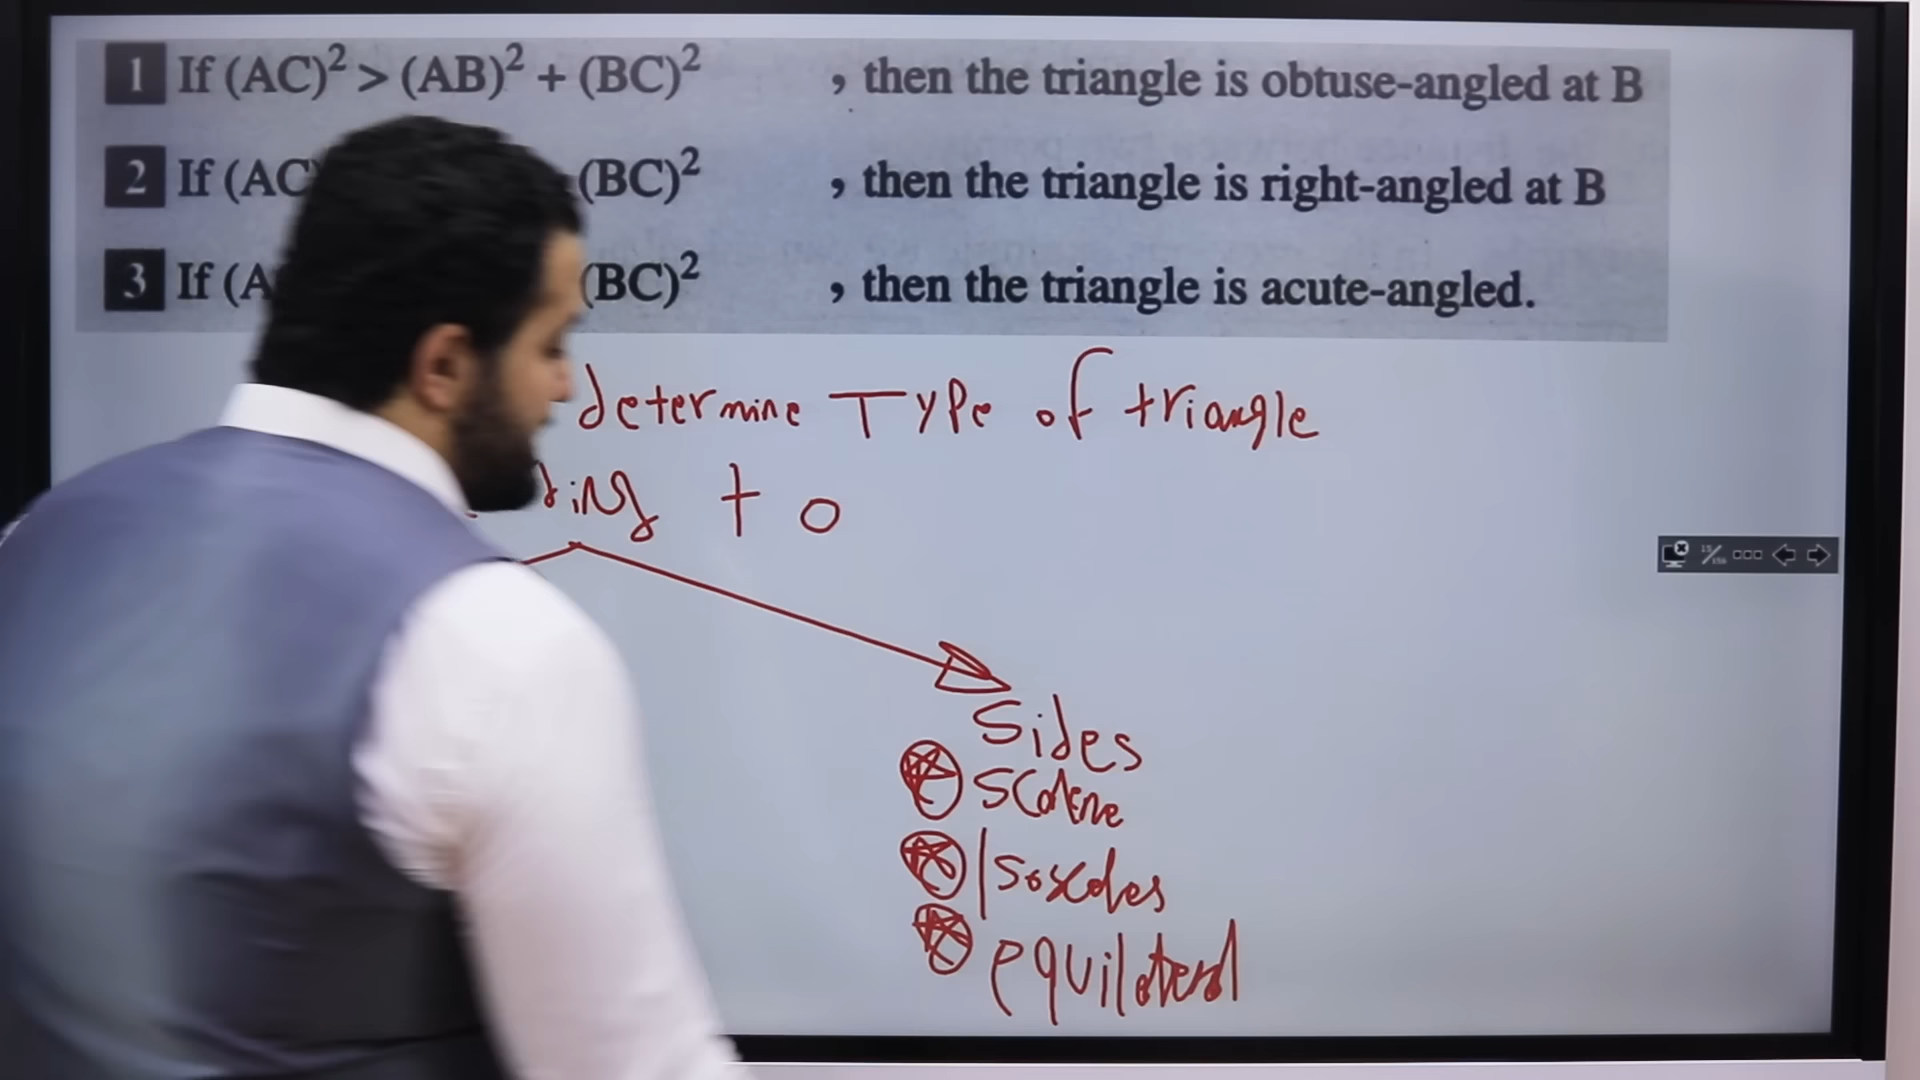 1 If (AC)² > (AB)² + (BC)² , then the triangle is obtuse-angled at B
2 If (AC) (BC)² , then the triangle is right-angled at B
3 If (A (BC)² , then the triangle is acute-angled.
determine Type of triangle
ding to
Sides
Scalene
Isosceles
equilateral